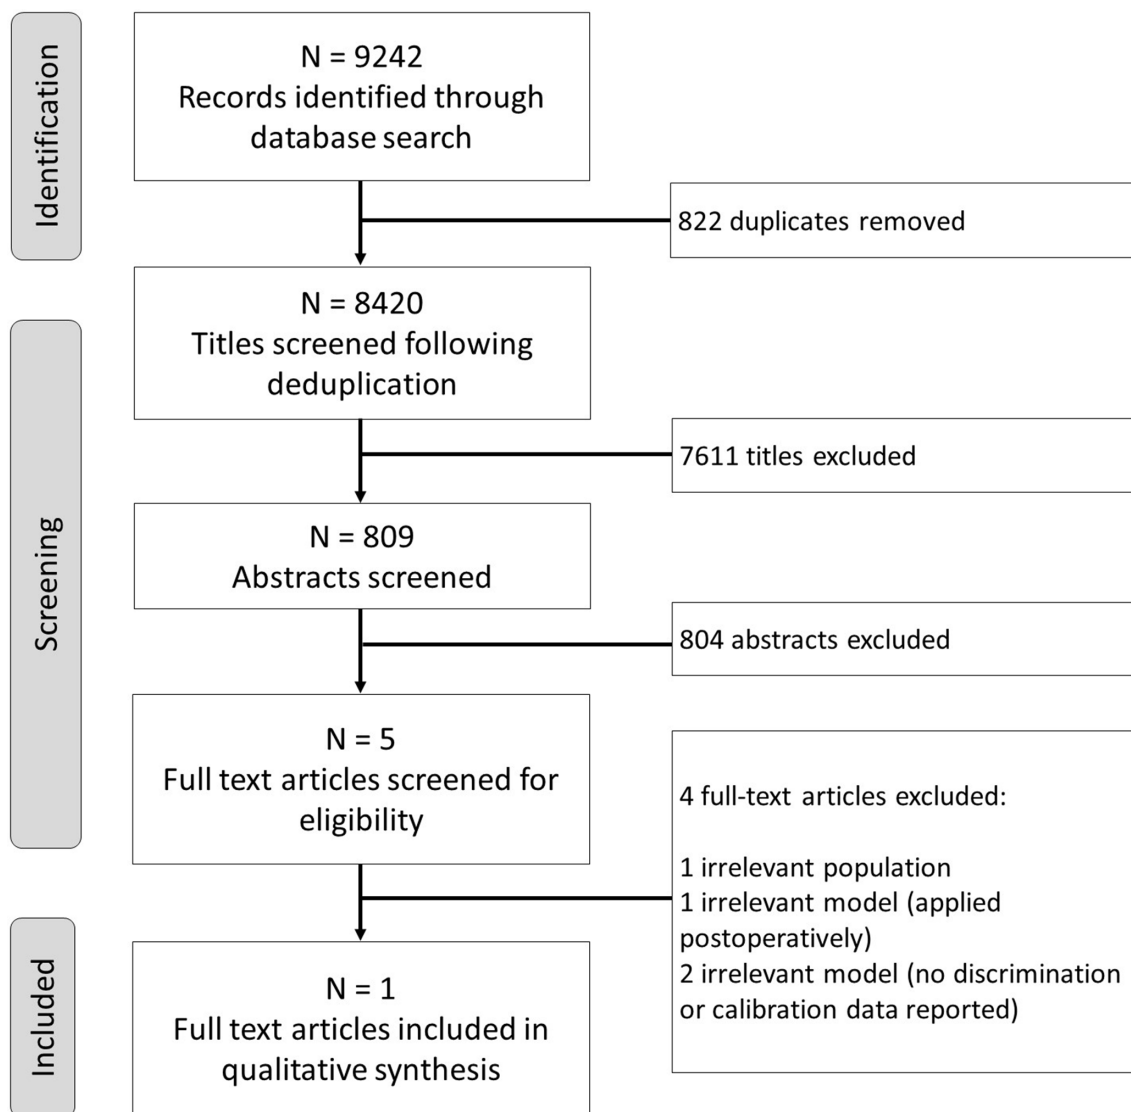 Identification
N = 9242
Records identified through
database search
822 duplicates removed
Screening
N = 8420
Titles screened following
deduplication
7611 titles excluded
N = 809
Abstracts screened
804 abstracts excluded
N = 5
Full text articles screened for
eligibility
4 full-text articles excluded:
1 irrelevant population
1 irrelevant model (applied
postoperatively)
2 irrelevant model (no discrimination
or calibration data reported)
Included
N = 1
Full text articles included in
qualitative synthesis